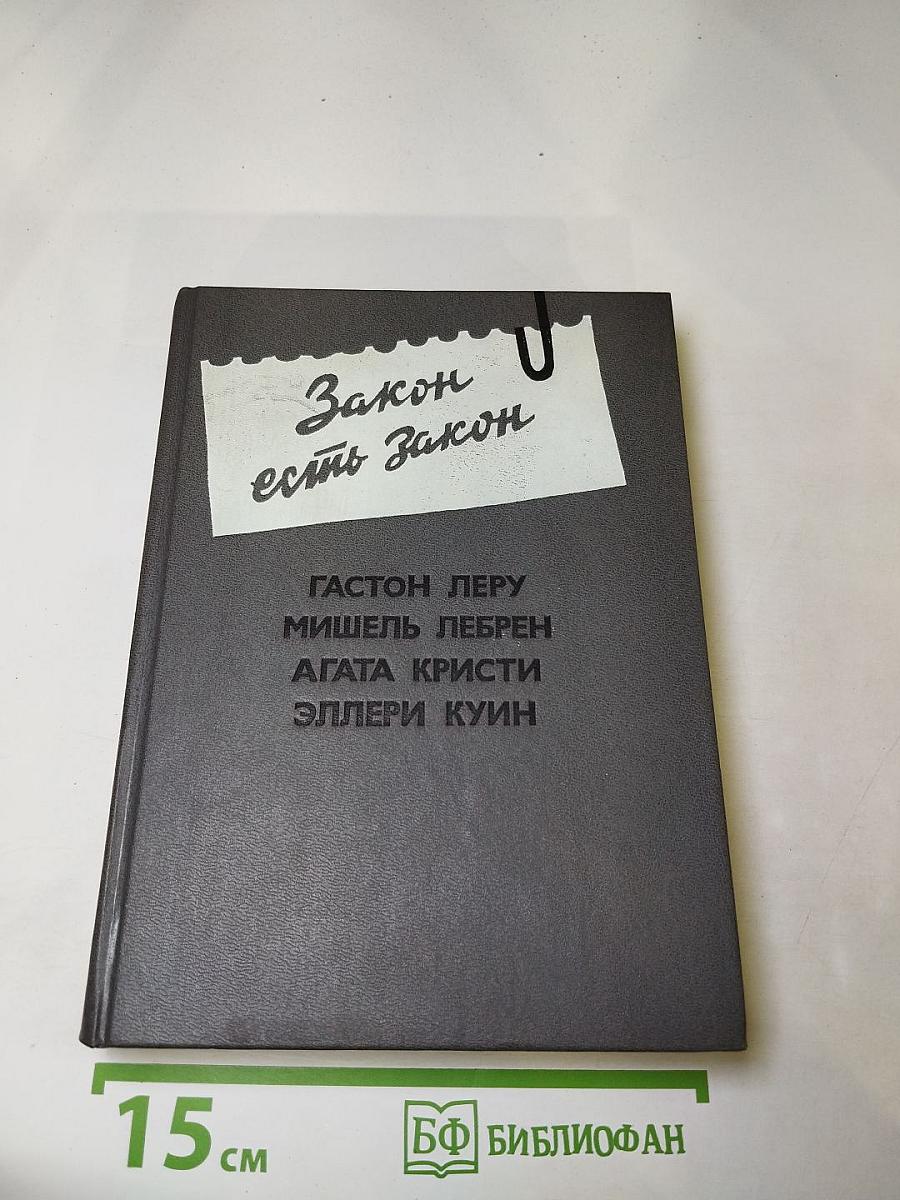 Закон
есть закон
ГАСТОН ЛЕРУ
МИШЕЛЬ ЛЕБРЕН
АГАТА КРИСТИ
ЭЛЛЕРИ КУИН
15 см
БФ БИБЛИОФАН